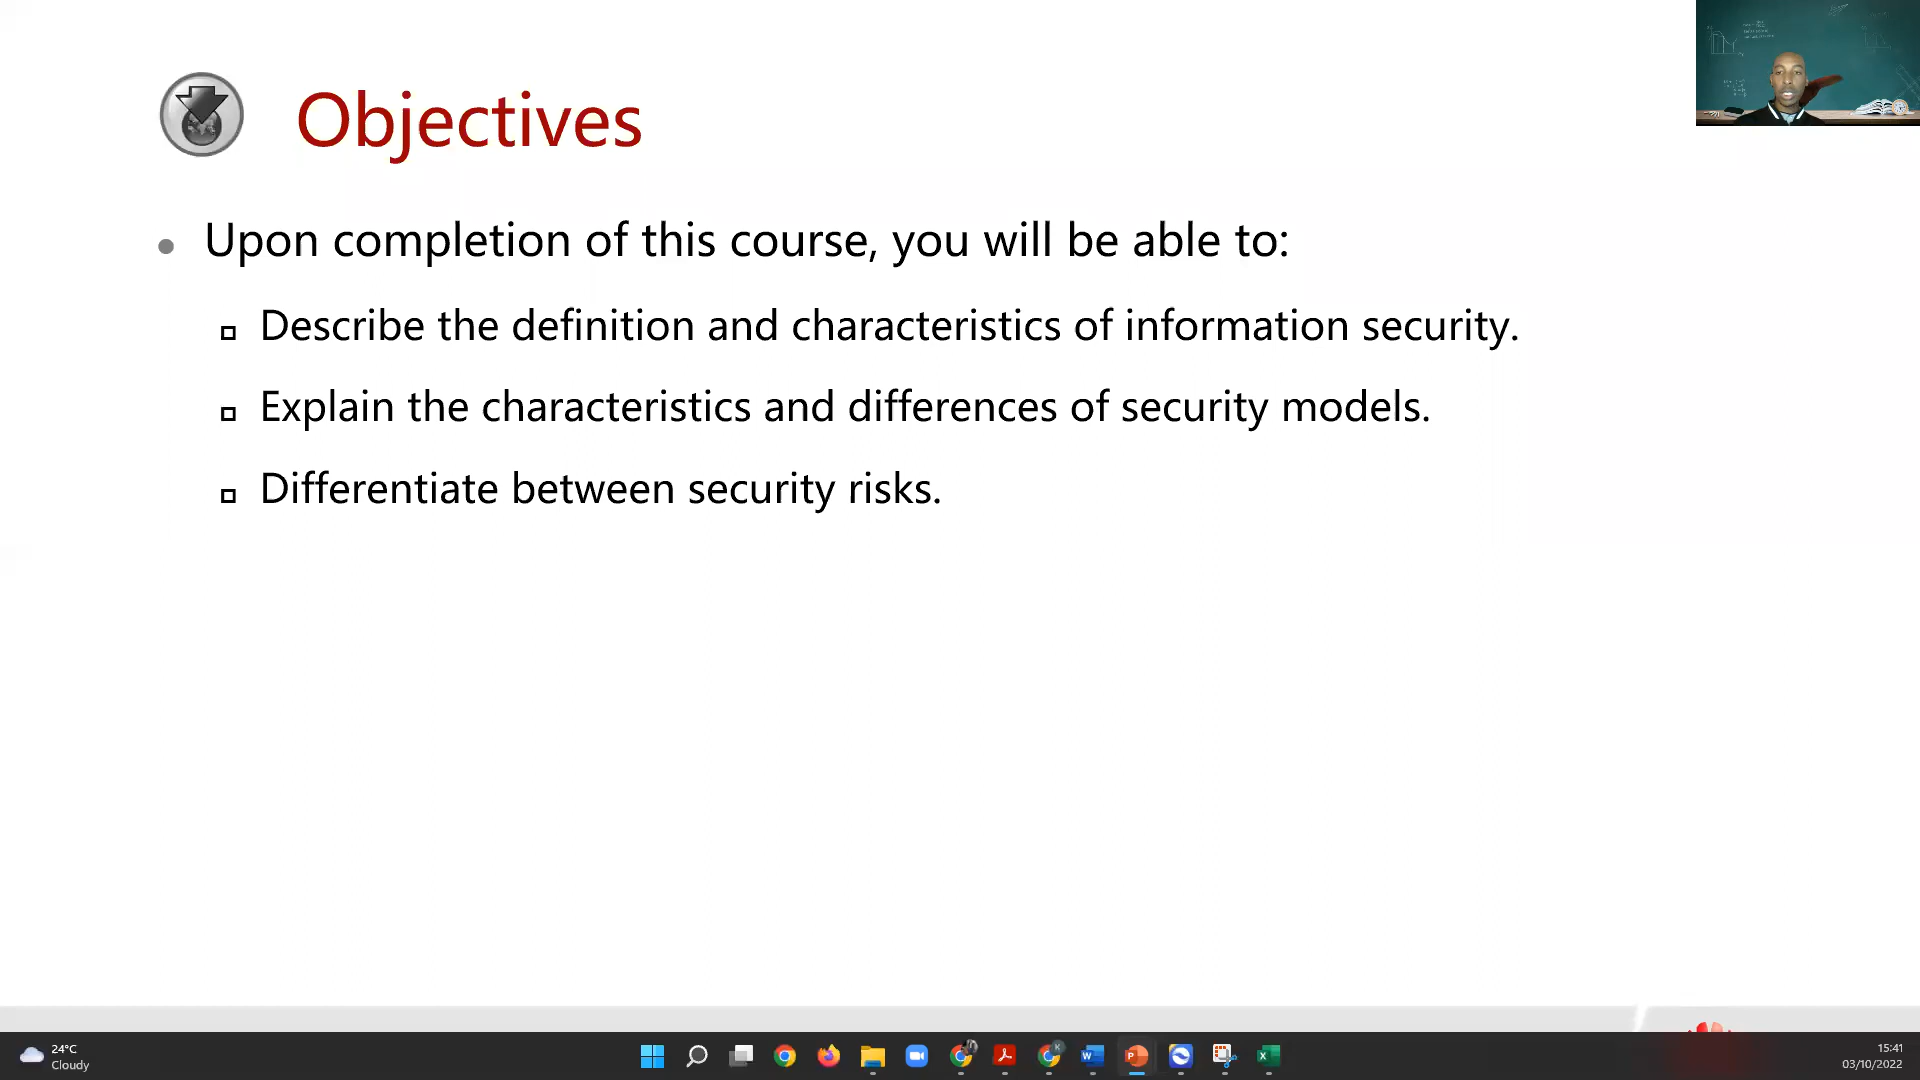 Objectives
Upon completion of this course, you will be able to:
Describe the definition and characteristics of information security.
Explain the characteristics and differences of security models.
Differentiate between security risks.
24°C
Cloudy
15:41
03/10/2022